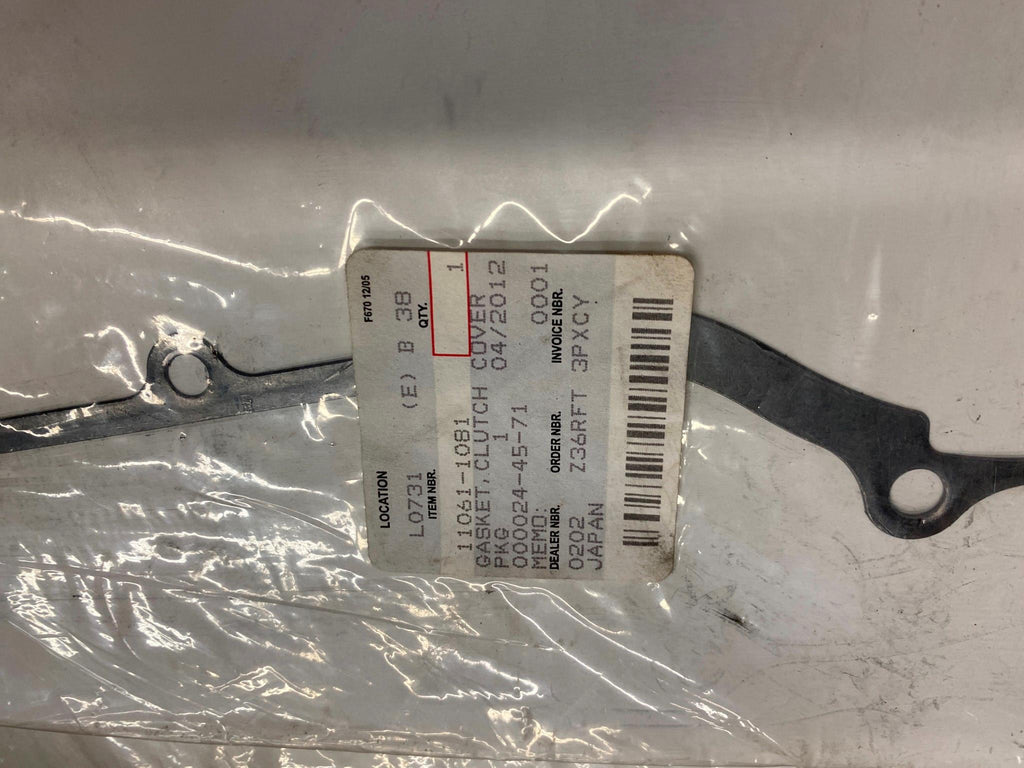 F670 12/05
LOCATION
L0731 (E) B 38
ITEM NBR. QTY.
11061-1081 1
GASKET,CLUTCH COVER
PKG 1 04/2012
000024-45-71
MEMO: 0001
DEALER NBR. ORDER NBR. INVOICE NBR.
0202 Z36RFT 3PXCY
JAPAN